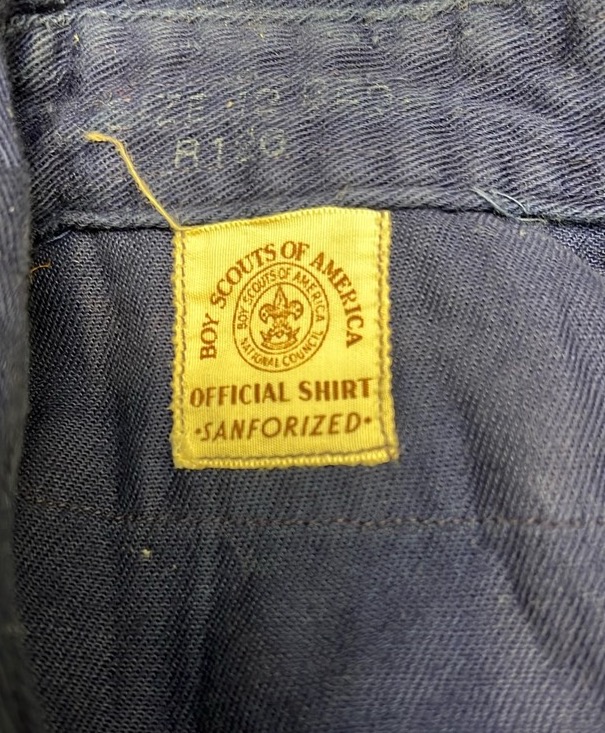 BOY SCOUTS OF AMERICA
BOY SCOUTS OF AMERICA
NATIONAL COUNCIL
OFFICIAL SHIRT
·SANFORIZED·